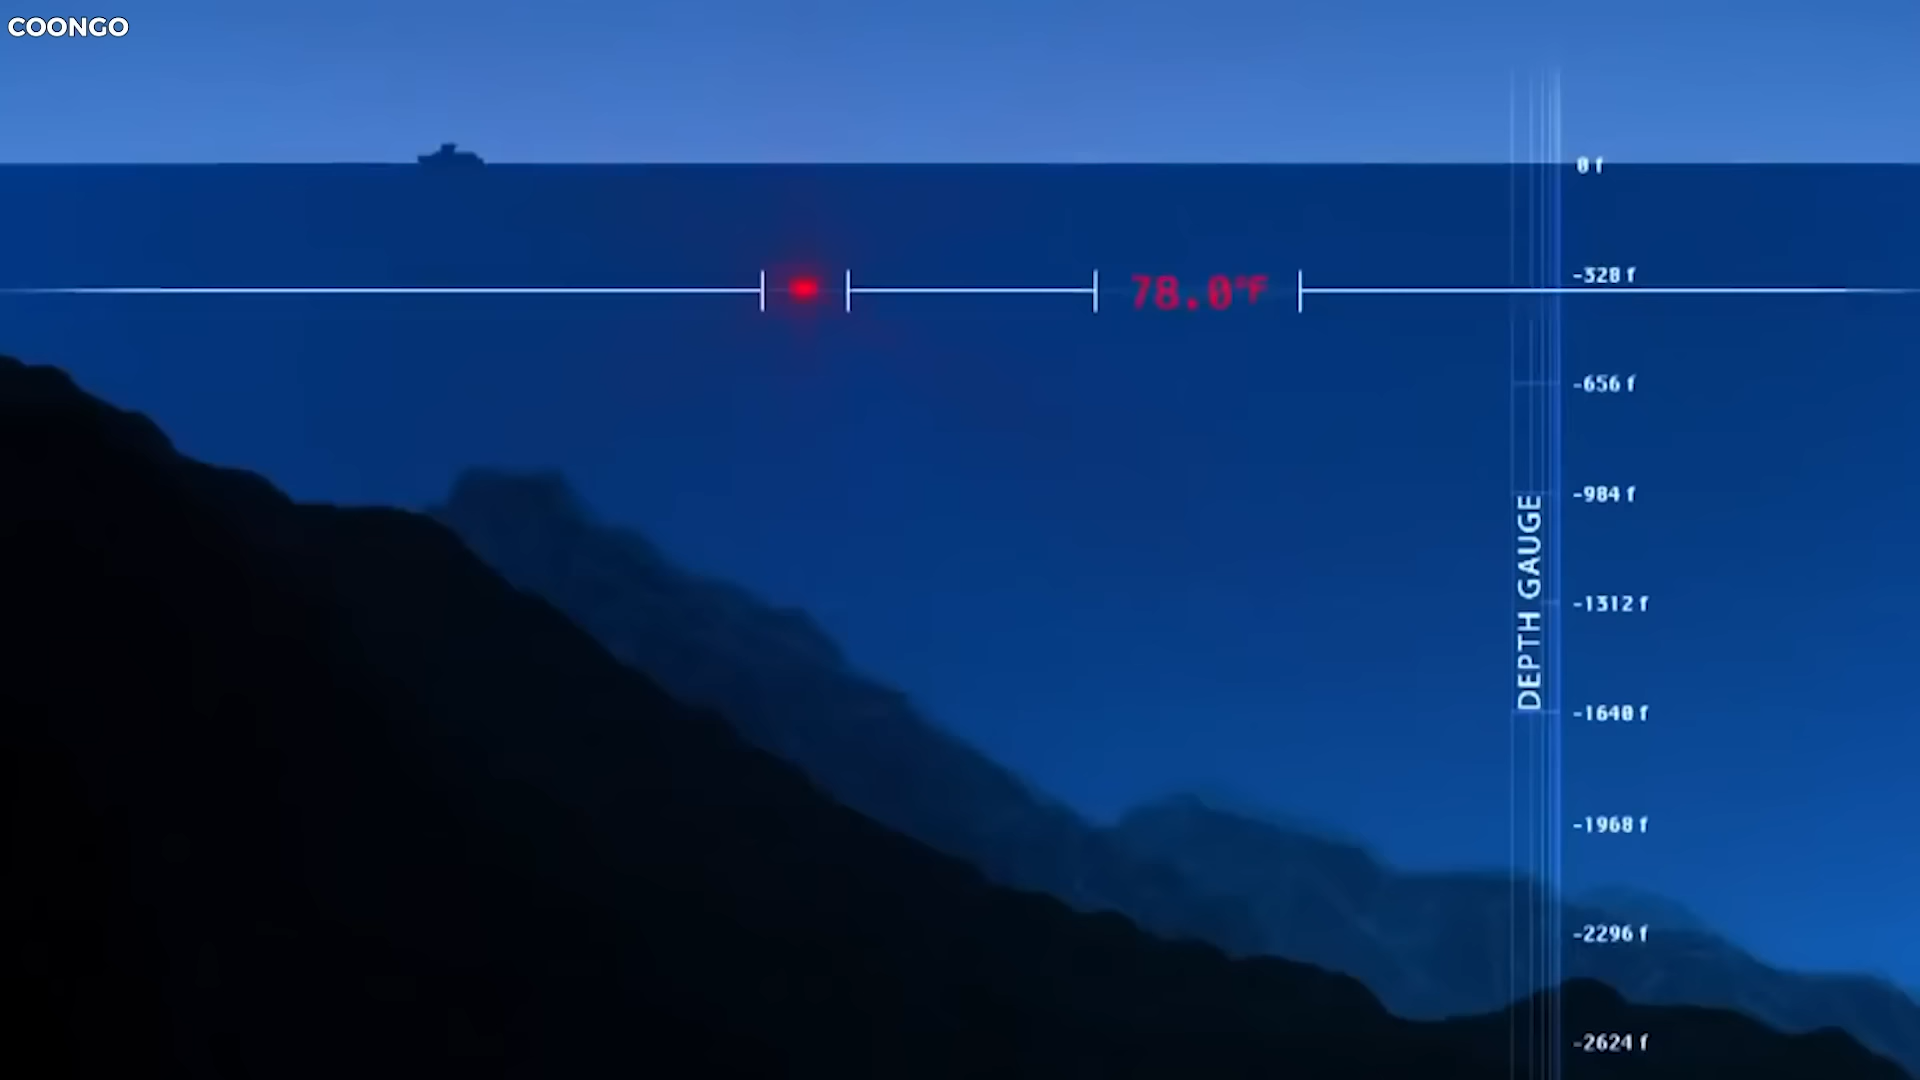 COONGO
0 f
-328 f
78.0°F
-656 f
-984 f
DEPTH GAUGE
-1312 f
-1640 f
-1968 f
-2296 f
-2624 f